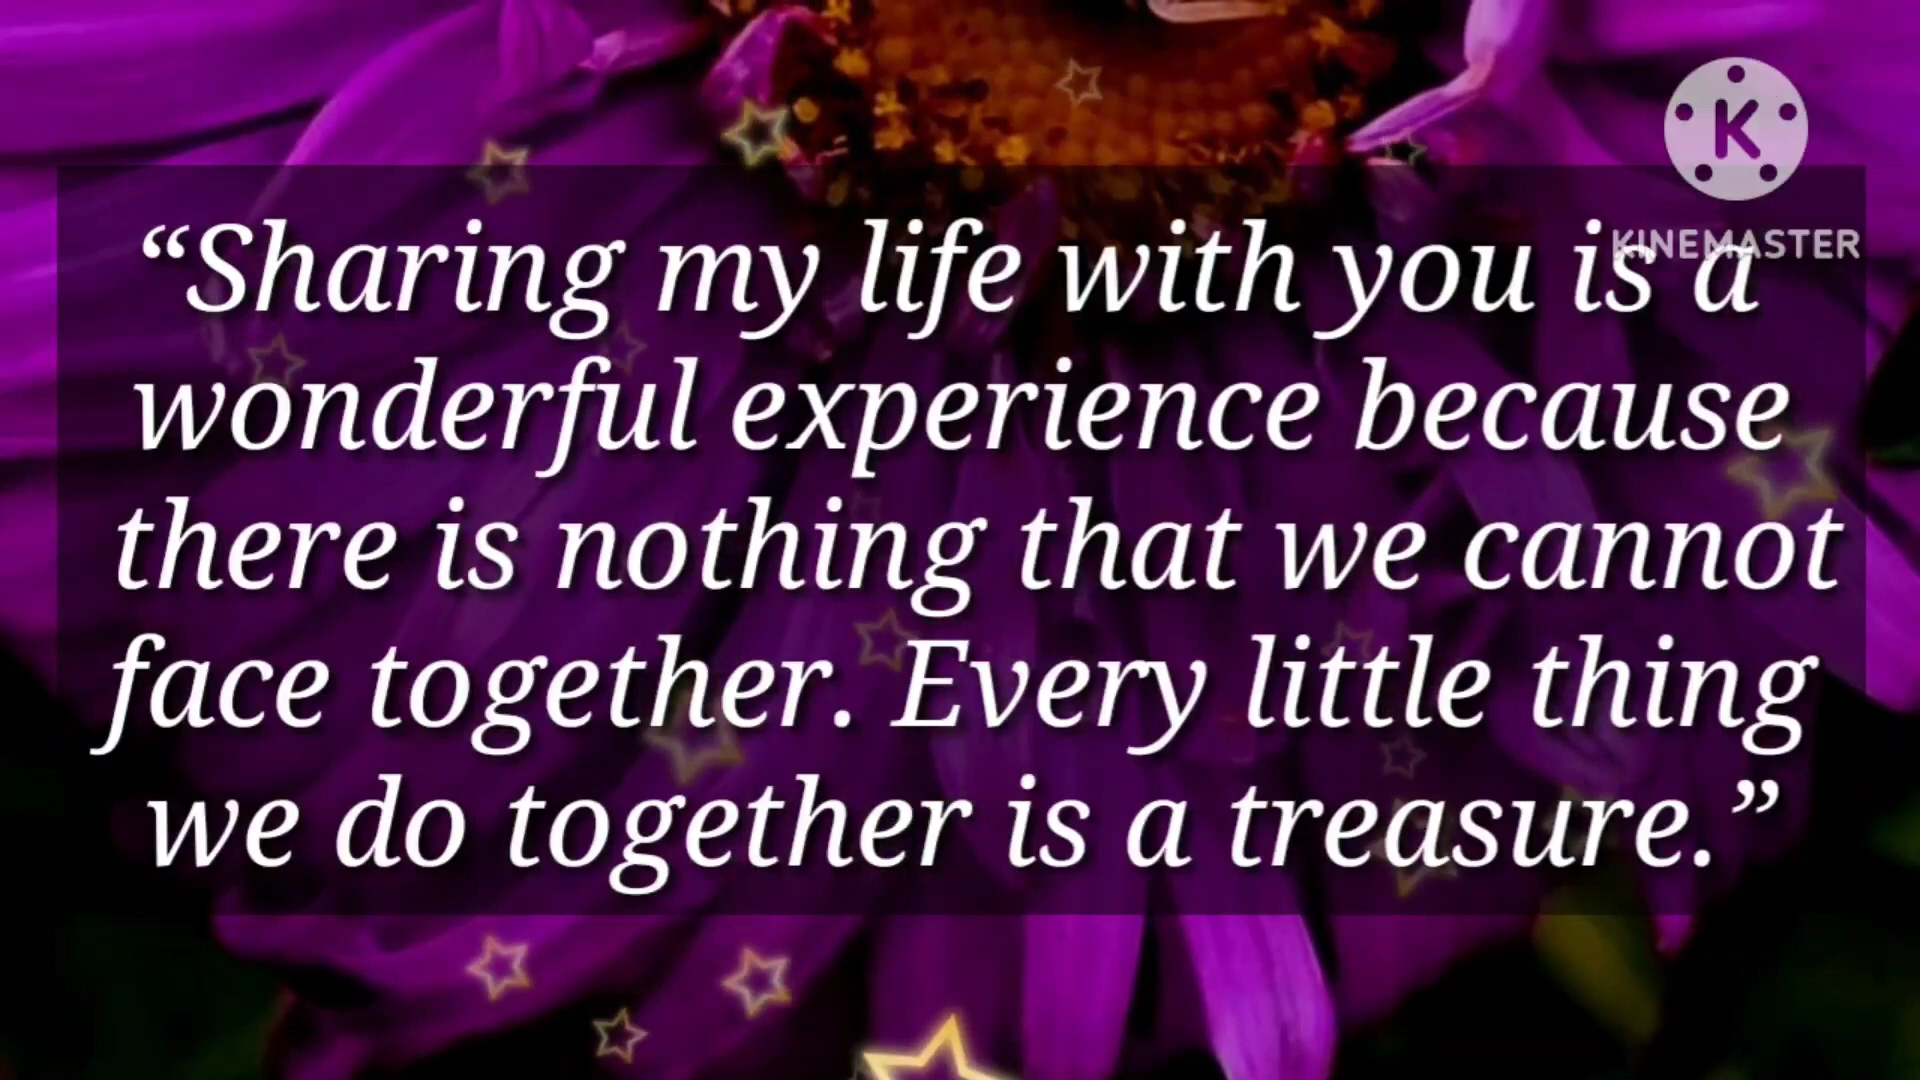 K
KINEMASTER
“Sharing my life with you is a
wonderful experience because
there is nothing that we cannot
face together. Every little thing
we do together is a treasure.”